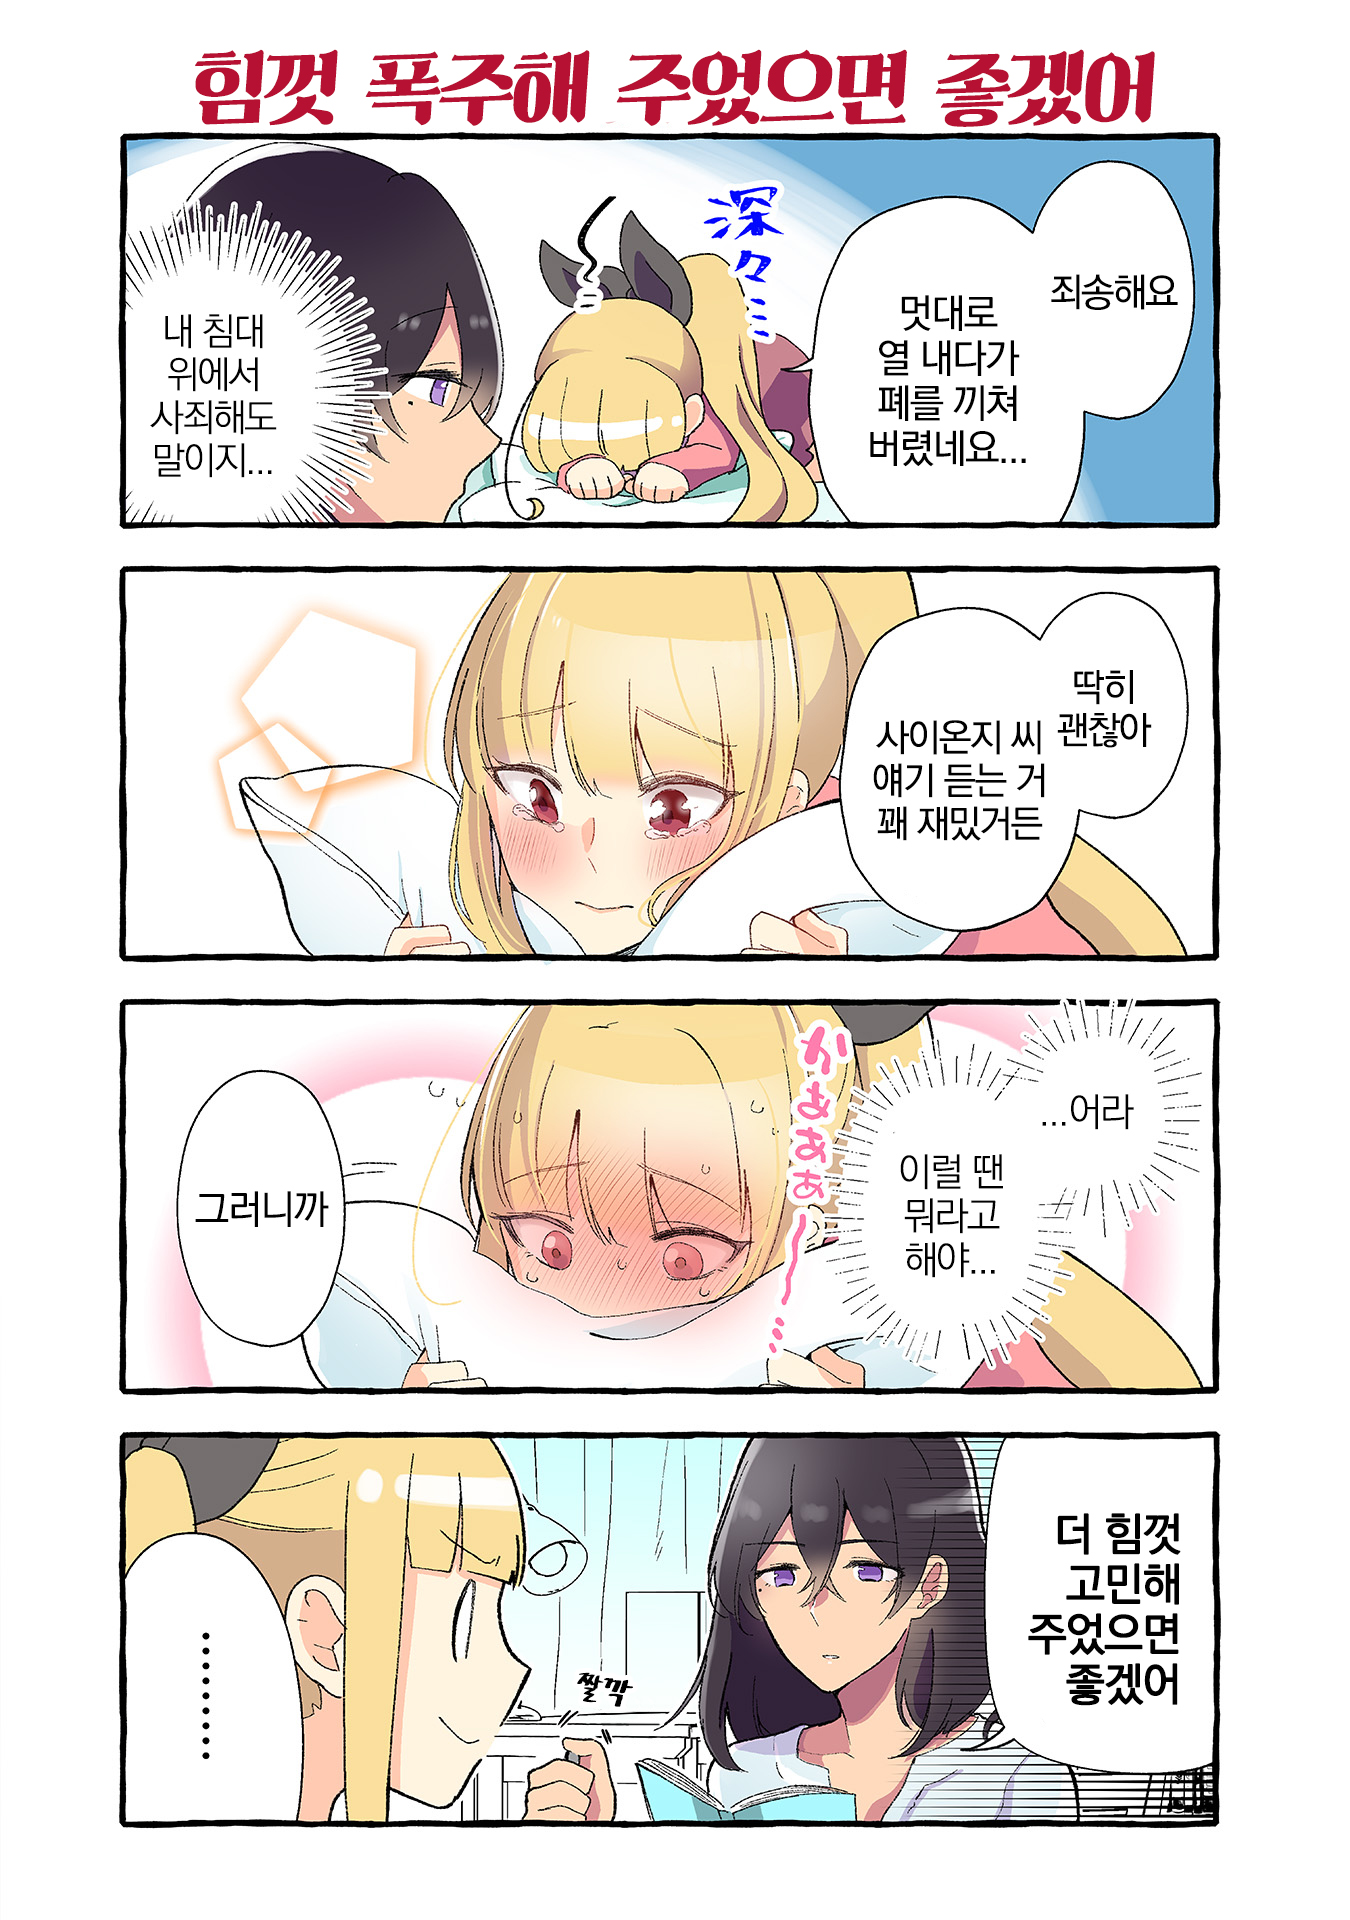 힘껏 폭주해 주었으면 좋겠어
죄송해요
멋대로
열 내다가
폐를 끼쳐
버렸네요...
深々……
내 침대
위에서
사죄해도
말이지...
딱히
괜찮아
사이온지 씨
얘기 듣는 거
꽤 재밌거든
...어라
이럴 땐
뭐라고
해야...
かぁぁぁ〜〜…
그러니까
더 힘껏
고민해
주었으면
좋겠어
짤깍
………